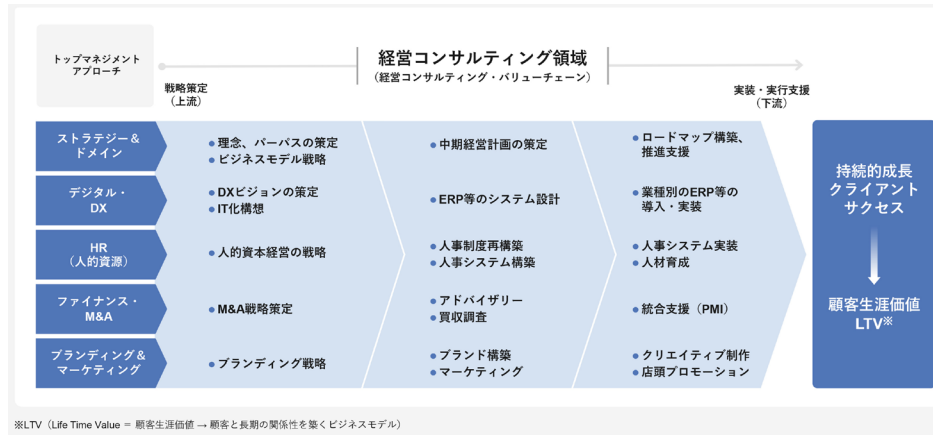 トップマネジメント
アプローチ
経営コンサルティング領域
（経営コンサルティング・バリューチェーン）
戦略策定
（上流）
実装・実行支援
（下流）
ストラテジー＆
ドメイン
● 理念、パーパスの策定
● ビジネスモデル戦略
● 中期経営計画の策定
● ロードマップ構築、
推進支援
デジタル・
DX
● DXビジョンの策定
● IT化構想
● ERP等のシステム設計
● 業種別のERP等の
導入・実装
HR
（人的資源）
● 人的資本経営の戦略
● 人事制度再構築
● 人事システム構築
● 人事システム実装
● 人材育成
ファイナンス・
M&A
● M&A戦略策定
● アドバイザリー
● 買収調査
● 統合支援（PMI）
ブランディング＆
マーケティング
● ブランディング戦略
● ブランド構築
● マーケティング
● クリエイティブ制作
● 店頭プロモーション
持続的成長
クライアント
サクセス
顧客生涯価値
LTV※
※LTV（Life Time Value ＝ 顧客生涯価値 → 顧客と長期の関係性を築くビジネスモデル）